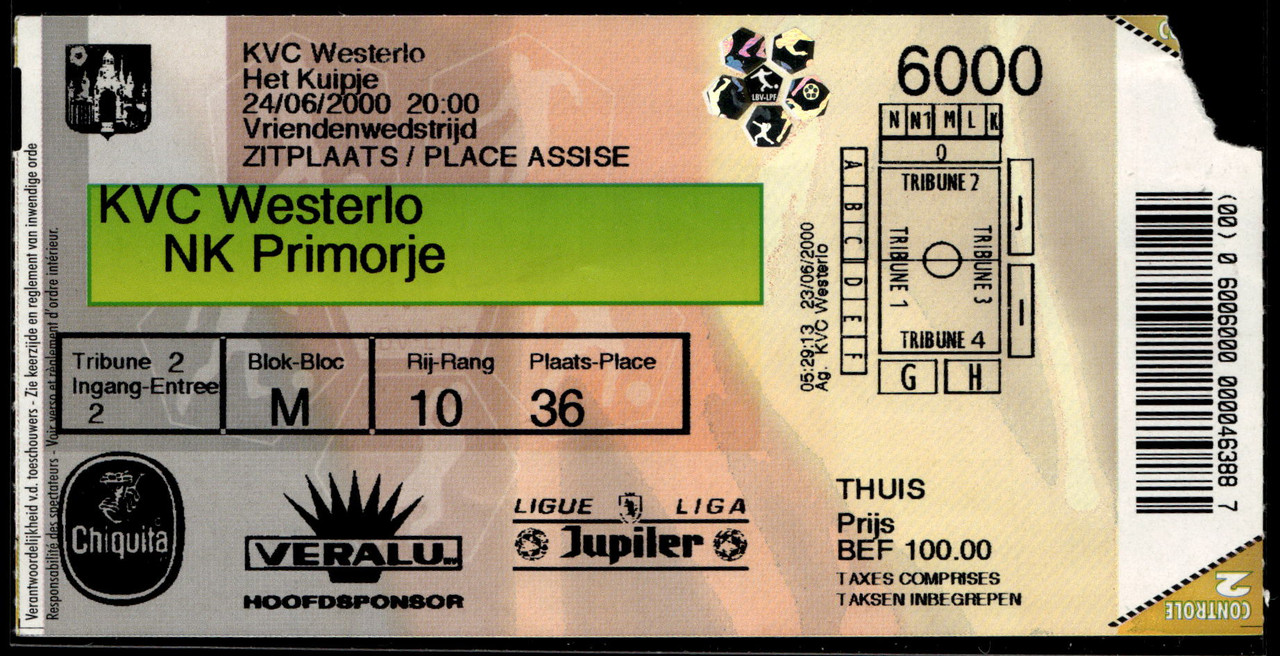 KVC Westerlo
Het Kuipje
24/06/2000 20:00
Vriendenwedstrijd
ZITPLAATS / PLACE ASSISE
KVC Westerlo
NK Primorje
Tribune 2
Ingang-Entree
2
Blok-Bloc
M
Rij-Rang
10
Plaats-Place
36
Chiquita
VERALU
HOOFDSPONSOR
LIGUE LIGA
Jupiler
LBV-LPF
6000
N N1 M L K
O
TRIBUNE 2
A
B
C
D
E
F
TRIBUNE 1
TRIBUNE 3
J
I
TRIBUNE 4
G H
05:29:13 23/06/2000
Ag. KVC Westerlo
THUIS
Prijs
BEF 100.00
TAXES COMPRISES
TAKSEN INBEGREPEN
(00) 0 6006000 000046388 7
CONTROLE
2
Verantwoordelijkheid v.d. toeschouwers - Zie keerzijde en reglement van inwendige orde
Responsabilité des spectateurs - Voir verso et règlement d'ordre intérieur.